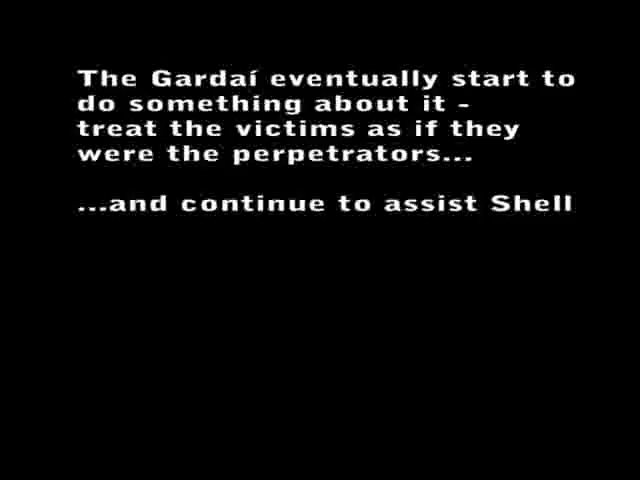 The Gardaí eventually start to
do something about it -
treat the victims as if they
were the perpetrators...
...and continue to assist Shell